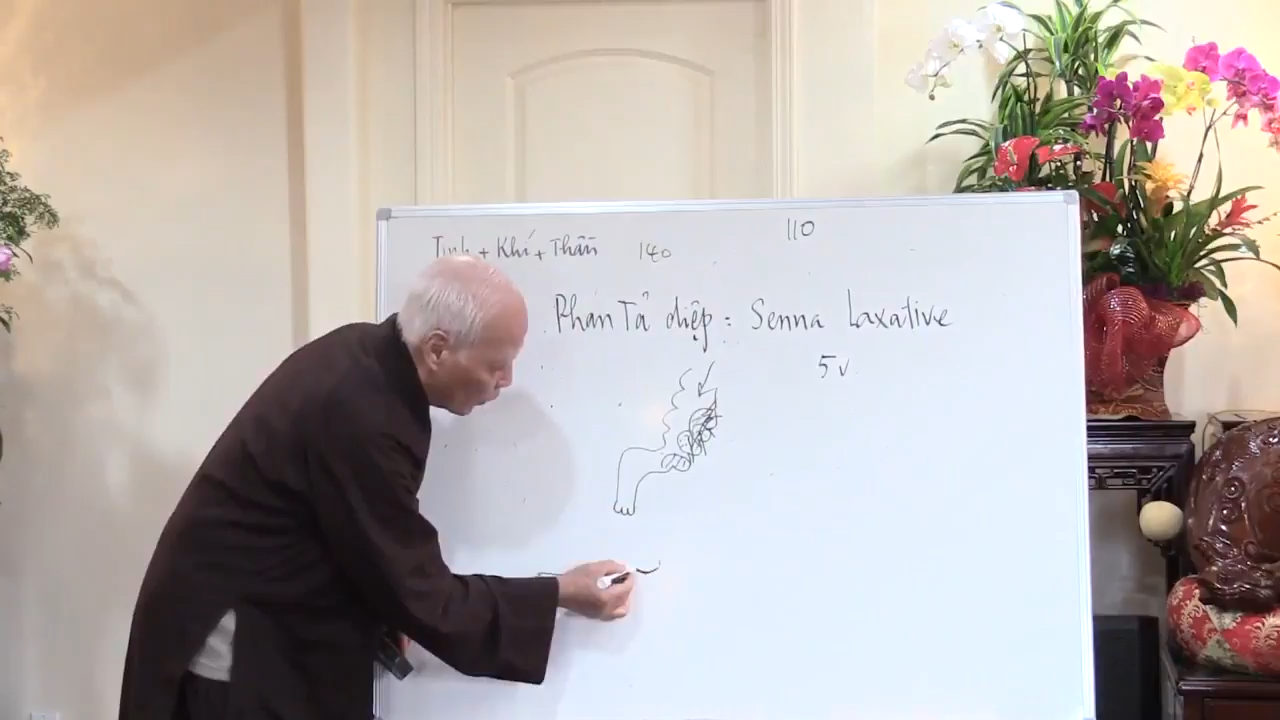 110
Tinh + Khí + Thần 140
Phan Tả diệp : Senna Laxative
5v